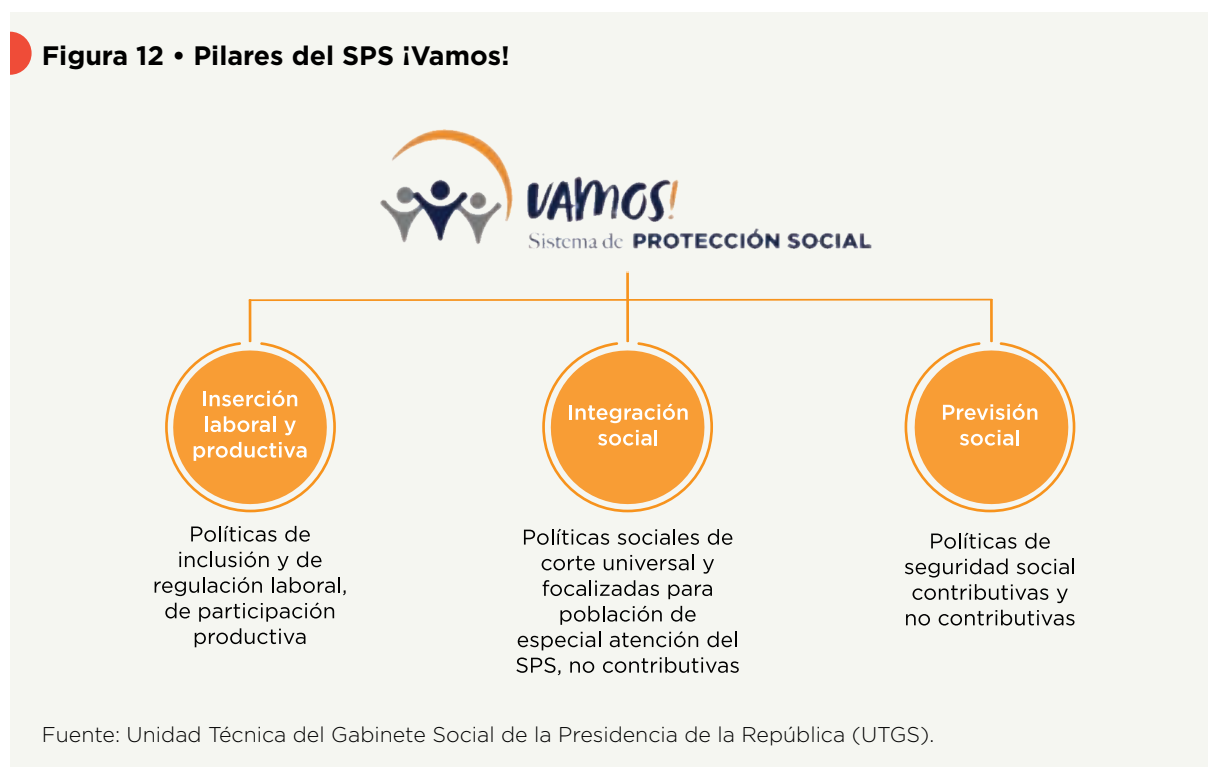 Figura 12 • Pilares del SPS ¡Vamos!
VAMOS!
Sistema de PROTECCIÓN SOCIAL
Inserción
laboral y
productiva
Políticas de
inclusión y de
regulación laboral,
de participación
productiva
Integración
social
Políticas sociales de
corte universal y
focalizadas para
población de
especial atención del
SPS, no contributivas
Previsión
social
Políticas de
seguridad social
contributivas y
no contributivas
Fuente: Unidad Técnica del Gabinete Social de la Presidencia de la República (UTGS).